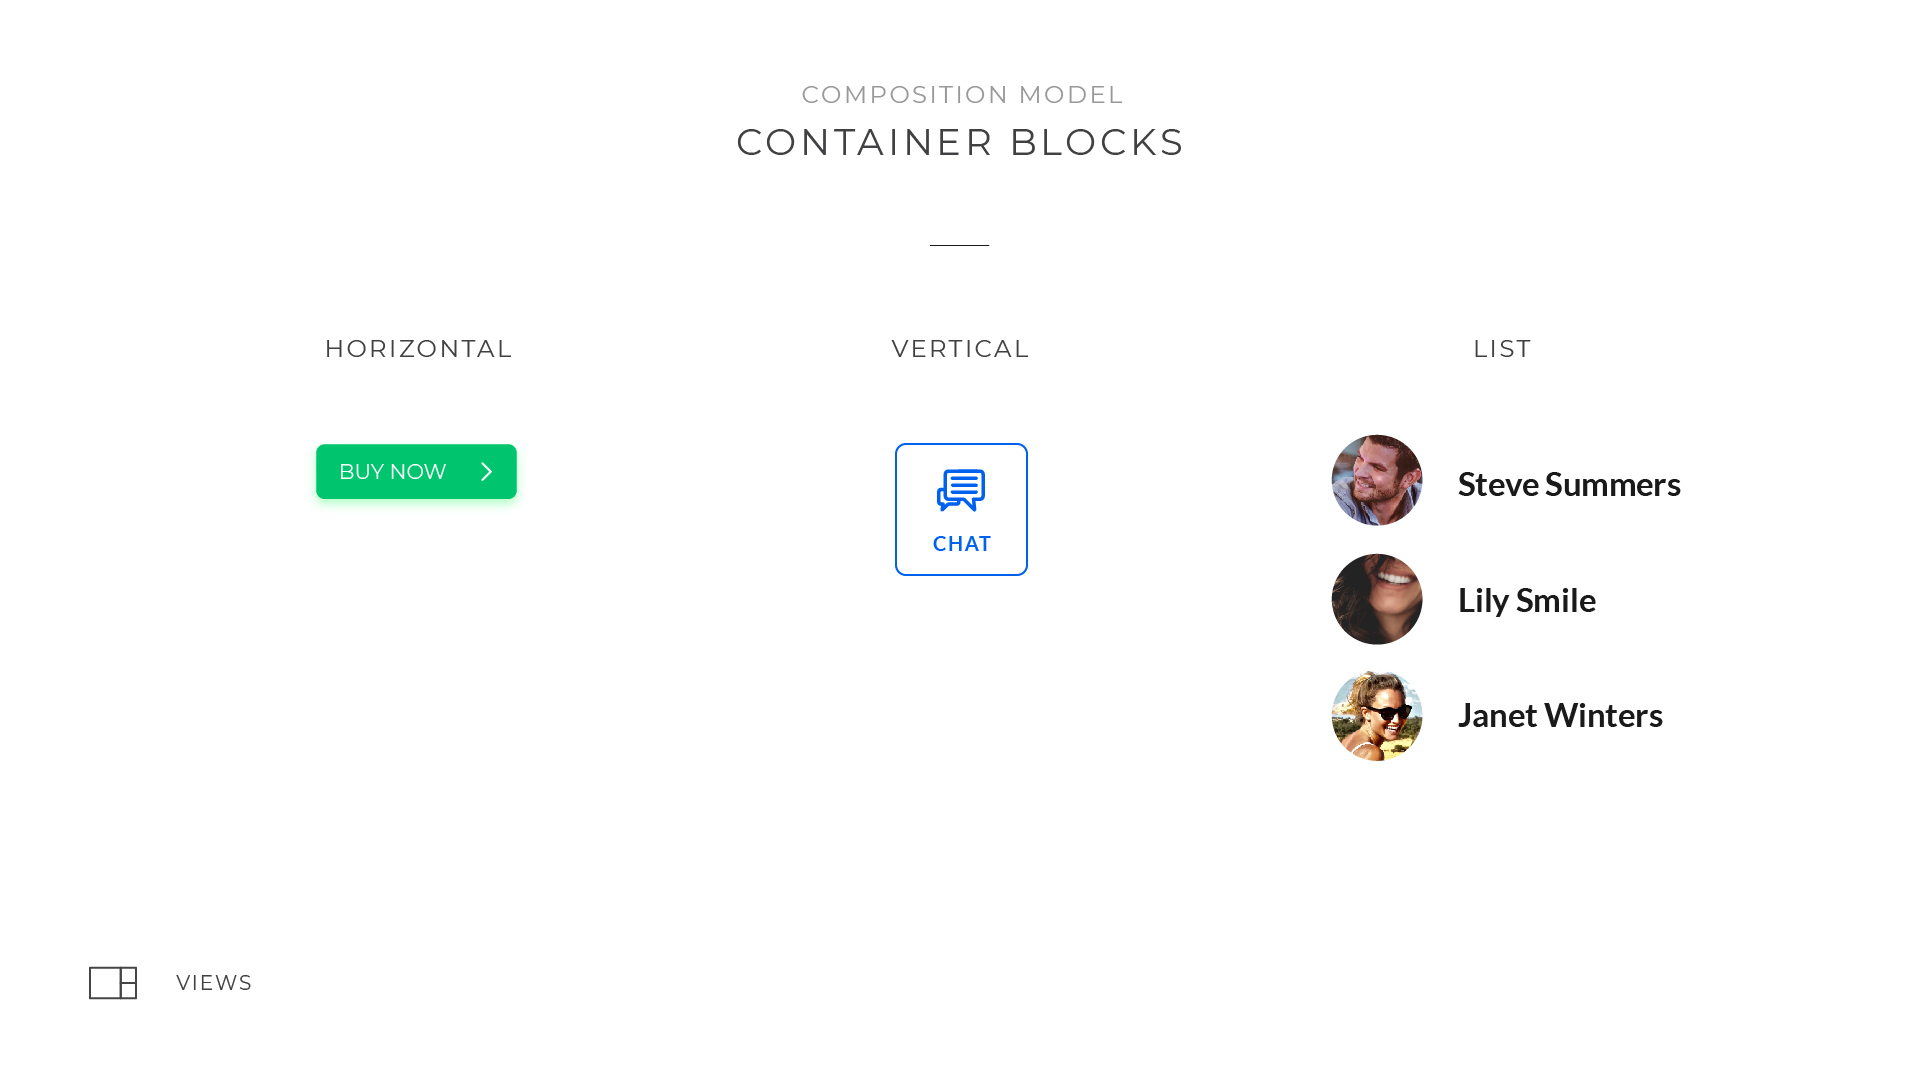 COMPOSITION MODEL
CONTAINER BLOCKS
HORIZONTAL
BUY NOW
VERTICAL
CHAT
LIST
Steve Summers
Lily Smile
Janet Winters
VIEWS